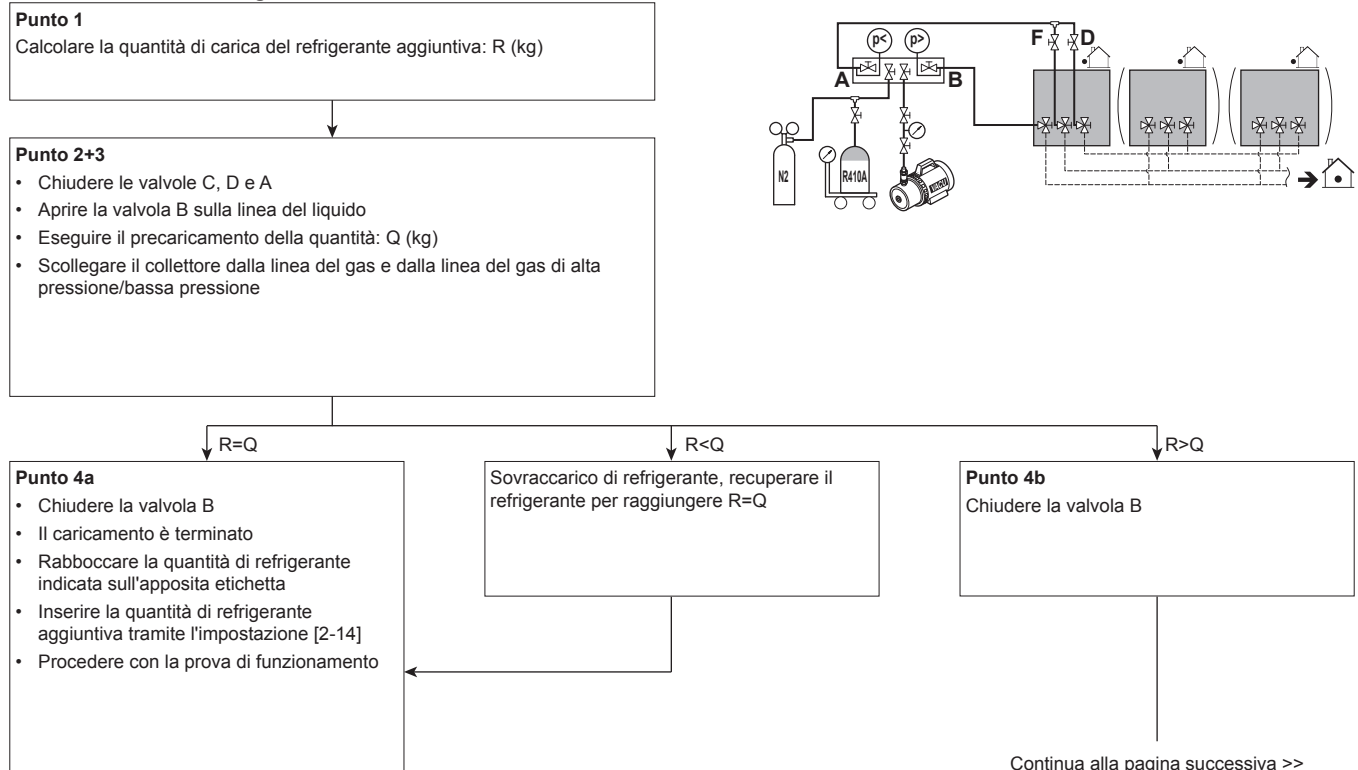 Punto 1
Calcolare la quantità di carica del refrigerante aggiuntiva: R (kg)
p<
p>
F
D
A
B
N2
R410A
Punto 2+3
• Chiudere le valvole C, D e A
• Aprire la valvola B sulla linea del liquido
• Eseguire il precaricamento della quantità: Q (kg)
• Scollegare il collettore dalla linea del gas e dalla linea del gas di alta
pressione/bassa pressione
R=Q
R<Q
R>Q
Punto 4a
• Chiudere la valvola B
• Il caricamento è terminato
• Rabboccare la quantità di refrigerante
indicata sull'apposita etichetta
• Inserire la quantità di refrigerante
aggiuntiva tramite l'impostazione [2-14]
• Procedere con la prova di funzionamento
Sovraccarico di refrigerante, recuperare il
refrigerante per raggiungere R=Q
Punto 4b
Chiudere la valvola B
Continua alla pagina successiva >>